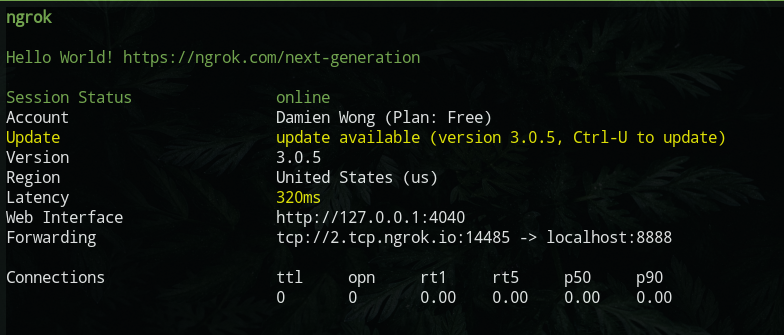 ngrok
Hello World! https://ngrok.com/next-generation
Session Status online
Account Damien Wong (Plan: Free)
Update update available (version 3.0.5, Ctrl-U to update)
Version 3.0.5
Region United States (us)
Latency 320ms
Web Interface http://127.0.0.1:4040
Forwarding tcp://2.tcp.ngrok.io:14485 -> localhost:8888
Connections ttl opn rt1 rt5 p50 p90
0 0 0.00 0.00 0.00 0.00